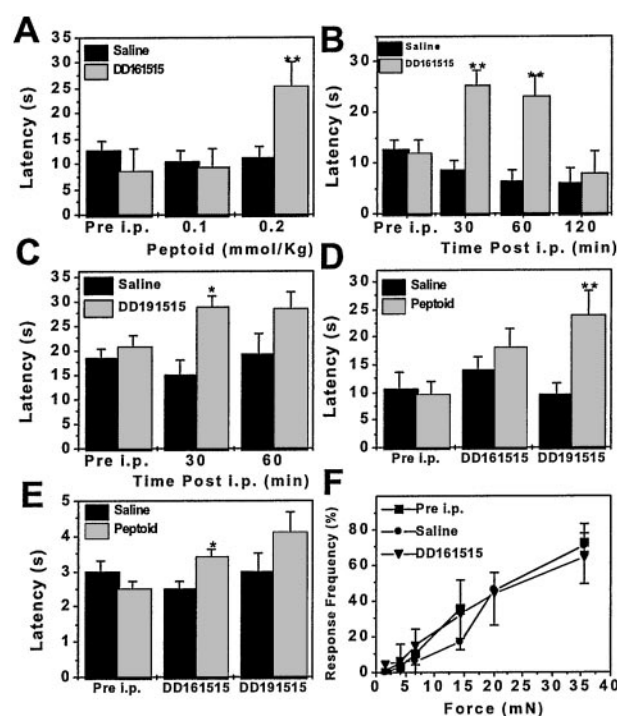 A
Saline
DD161515
**
Latency (s)
35
30
25
20
15
10
5
0
Pre i.p. 0.1 0.2
Peptoid (mmol/Kg)
B
Saline
DD161515
**
**
Latency (s)
30
20
10
0
Pre i.p. 30 60 120
Time Post i.p. (min)
C
Saline
DD191515
*
Latency (s)
35
30
25
20
15
10
5
0
Pre i.p. 30 60
Time Post i.p. (min)
D
Saline
Peptoid
**
Latency (s)
30
25
20
15
10
5
0
Pre i.p. DD161515 DD191515
E
Saline
Peptoid
*
Latency (s)
5
4
3
2
1
0
Pre i.p. DD161515 DD191515
F
Pre i.p.
Saline
DD161515
Response Frequency (%)
100
80
60
40
20
0
0 5 10 15 20 25 30 35 40
Force (mN)